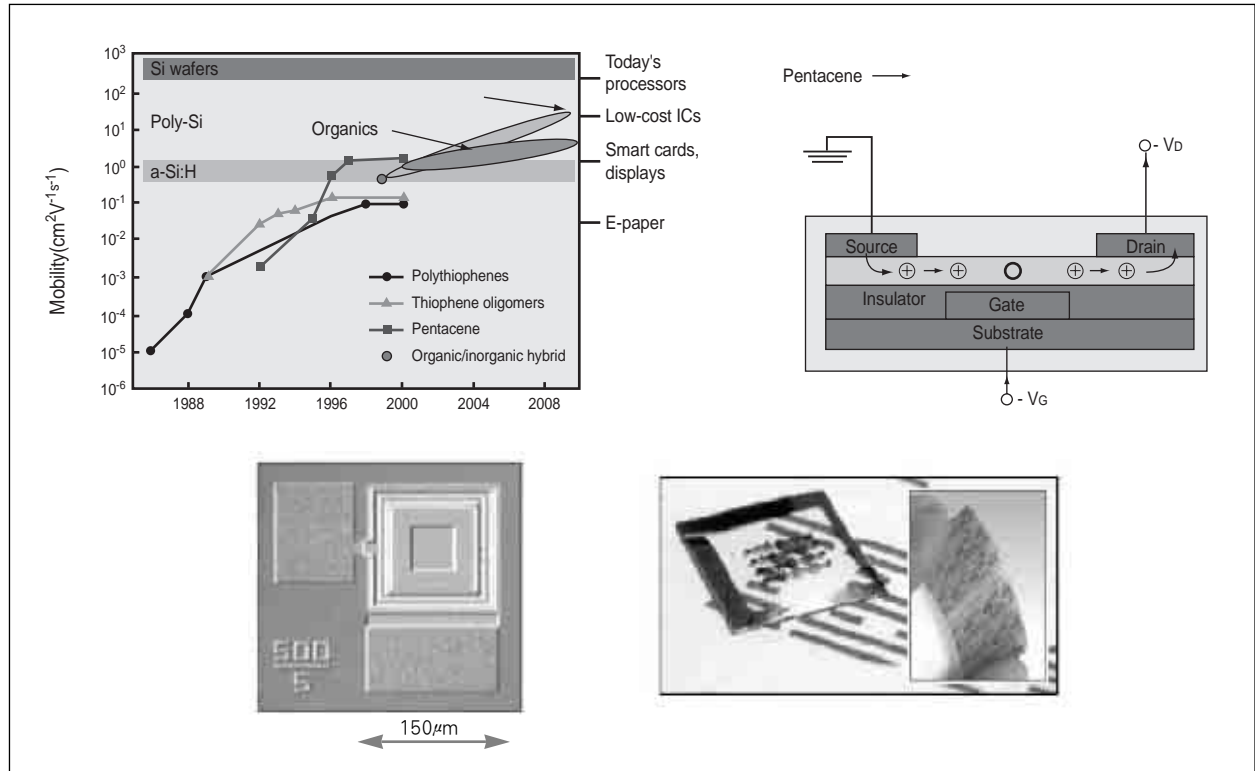 10³
10²
10¹
10⁰
10⁻¹
10⁻²
10⁻³
10⁻⁴
10⁻⁵
10⁻⁶
Mobility(cm²V⁻¹s⁻¹)
Si wafers
Poly-Si
Organics
a-Si:H
Today's
processors
Low-cost ICs
Smart cards,
displays
E-paper
Polythiophenes
Thiophene oligomers
Pentacene
Organic/inorganic hybrid
1988 1992 1996 2000 2004 2008
Pentacene
- VD
Source
Drain
Insulator
Gate
Substrate
- VG
500
5
150μm